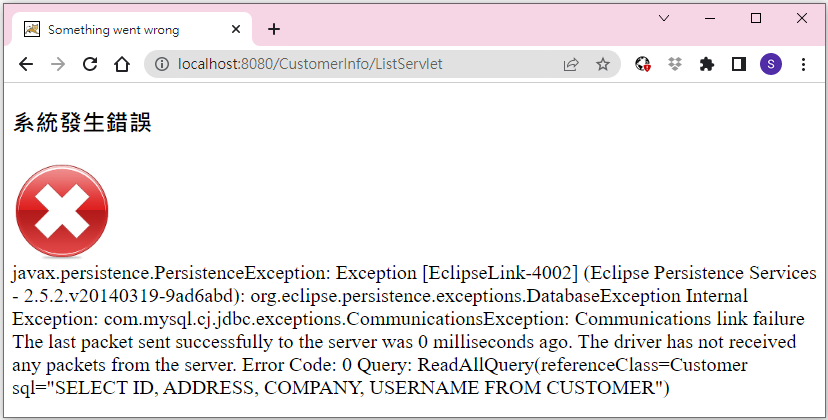 Something went wrong
localhost:8080/CustomerInfo/ListServlet
S
系統發生錯誤
javax.persistence.PersistenceException: Exception [EclipseLink-4002] (Eclipse Persistence Services
- 2.5.2.v20140319-9ad6abd): org.eclipse.persistence.exceptions.DatabaseException Internal
Exception: com.mysql.cj.jdbc.exceptions.CommunicationsException: Communications link failure
The last packet sent successfully to the server was 0 milliseconds ago. The driver has not received
any packets from the server. Error Code: 0 Query: ReadAllQuery(referenceClass=Customer
sql="SELECT ID, ADDRESS, COMPANY, USERNAME FROM CUSTOMER")